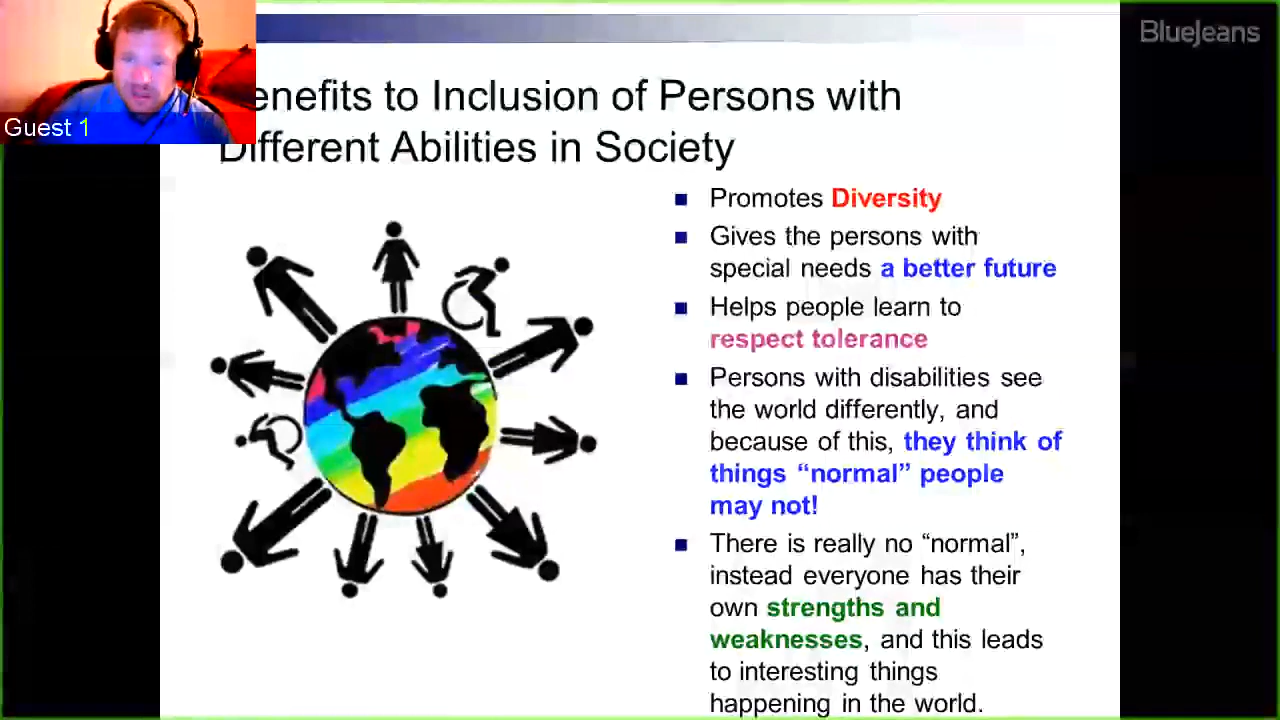 BlueJeans
Guest 1
enefits to Inclusion of Persons with
Different Abilities in Society
Promotes Diversity
Gives the persons with
special needs a better future
Helps people learn to
respect tolerance
Persons with disabilities see
the world differently, and
because of this, they think of
things “normal” people
may not!
There is really no “normal”,
instead everyone has their
own strengths and
weaknesses, and this leads
to interesting things
happening in the world.